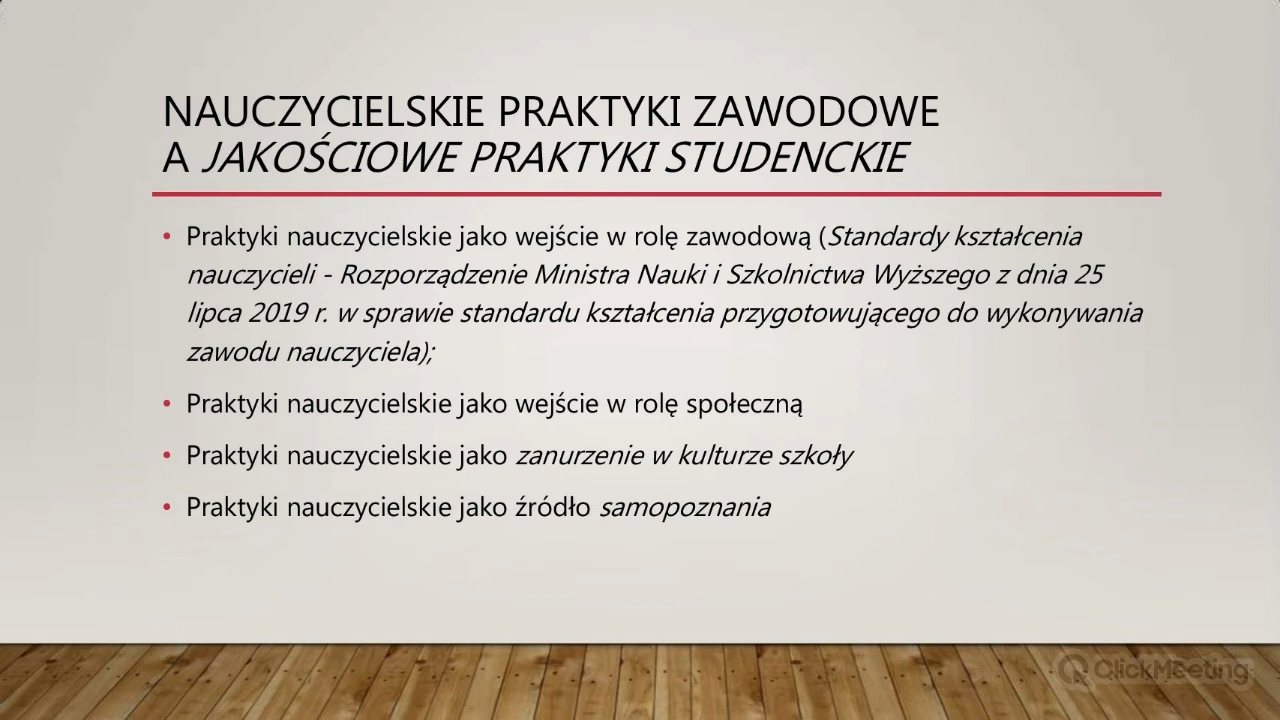 NAUCZYCIELSKIE PRAKTYKI ZAWODOWE
A JAKOŚCIOWE PRAKTYKI STUDENCKIE
• Praktyki nauczycielskie jako wejście w rolę zawodową (Standardy kształcenia
nauczycieli - Rozporządzenie Ministra Nauki i Szkolnictwa Wyższego z dnia 25
lipca 2019 r. w sprawie standardu kształcenia przygotowującego do wykonywania
zawodu nauczyciela);
• Praktyki nauczycielskie jako wejście w rolę społeczną
• Praktyki nauczycielskie jako zanurzenie w kulturze szkoły
• Praktyki nauczycielskie jako źródło samopoznania
ClickMeeting